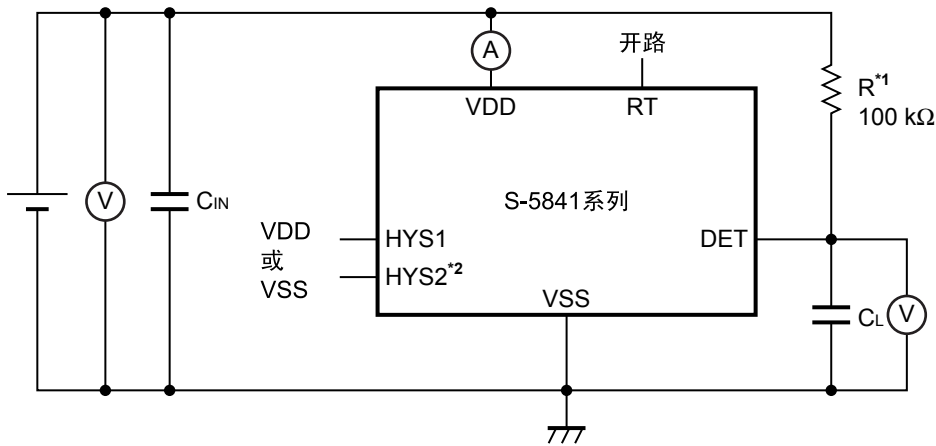 A
开路
VDD
RT
R*1
100 kΩ
V
CIN
S-5841系列
VDD
或
VSS
HYS1
HYS2*2
DET
VSS
CL
V